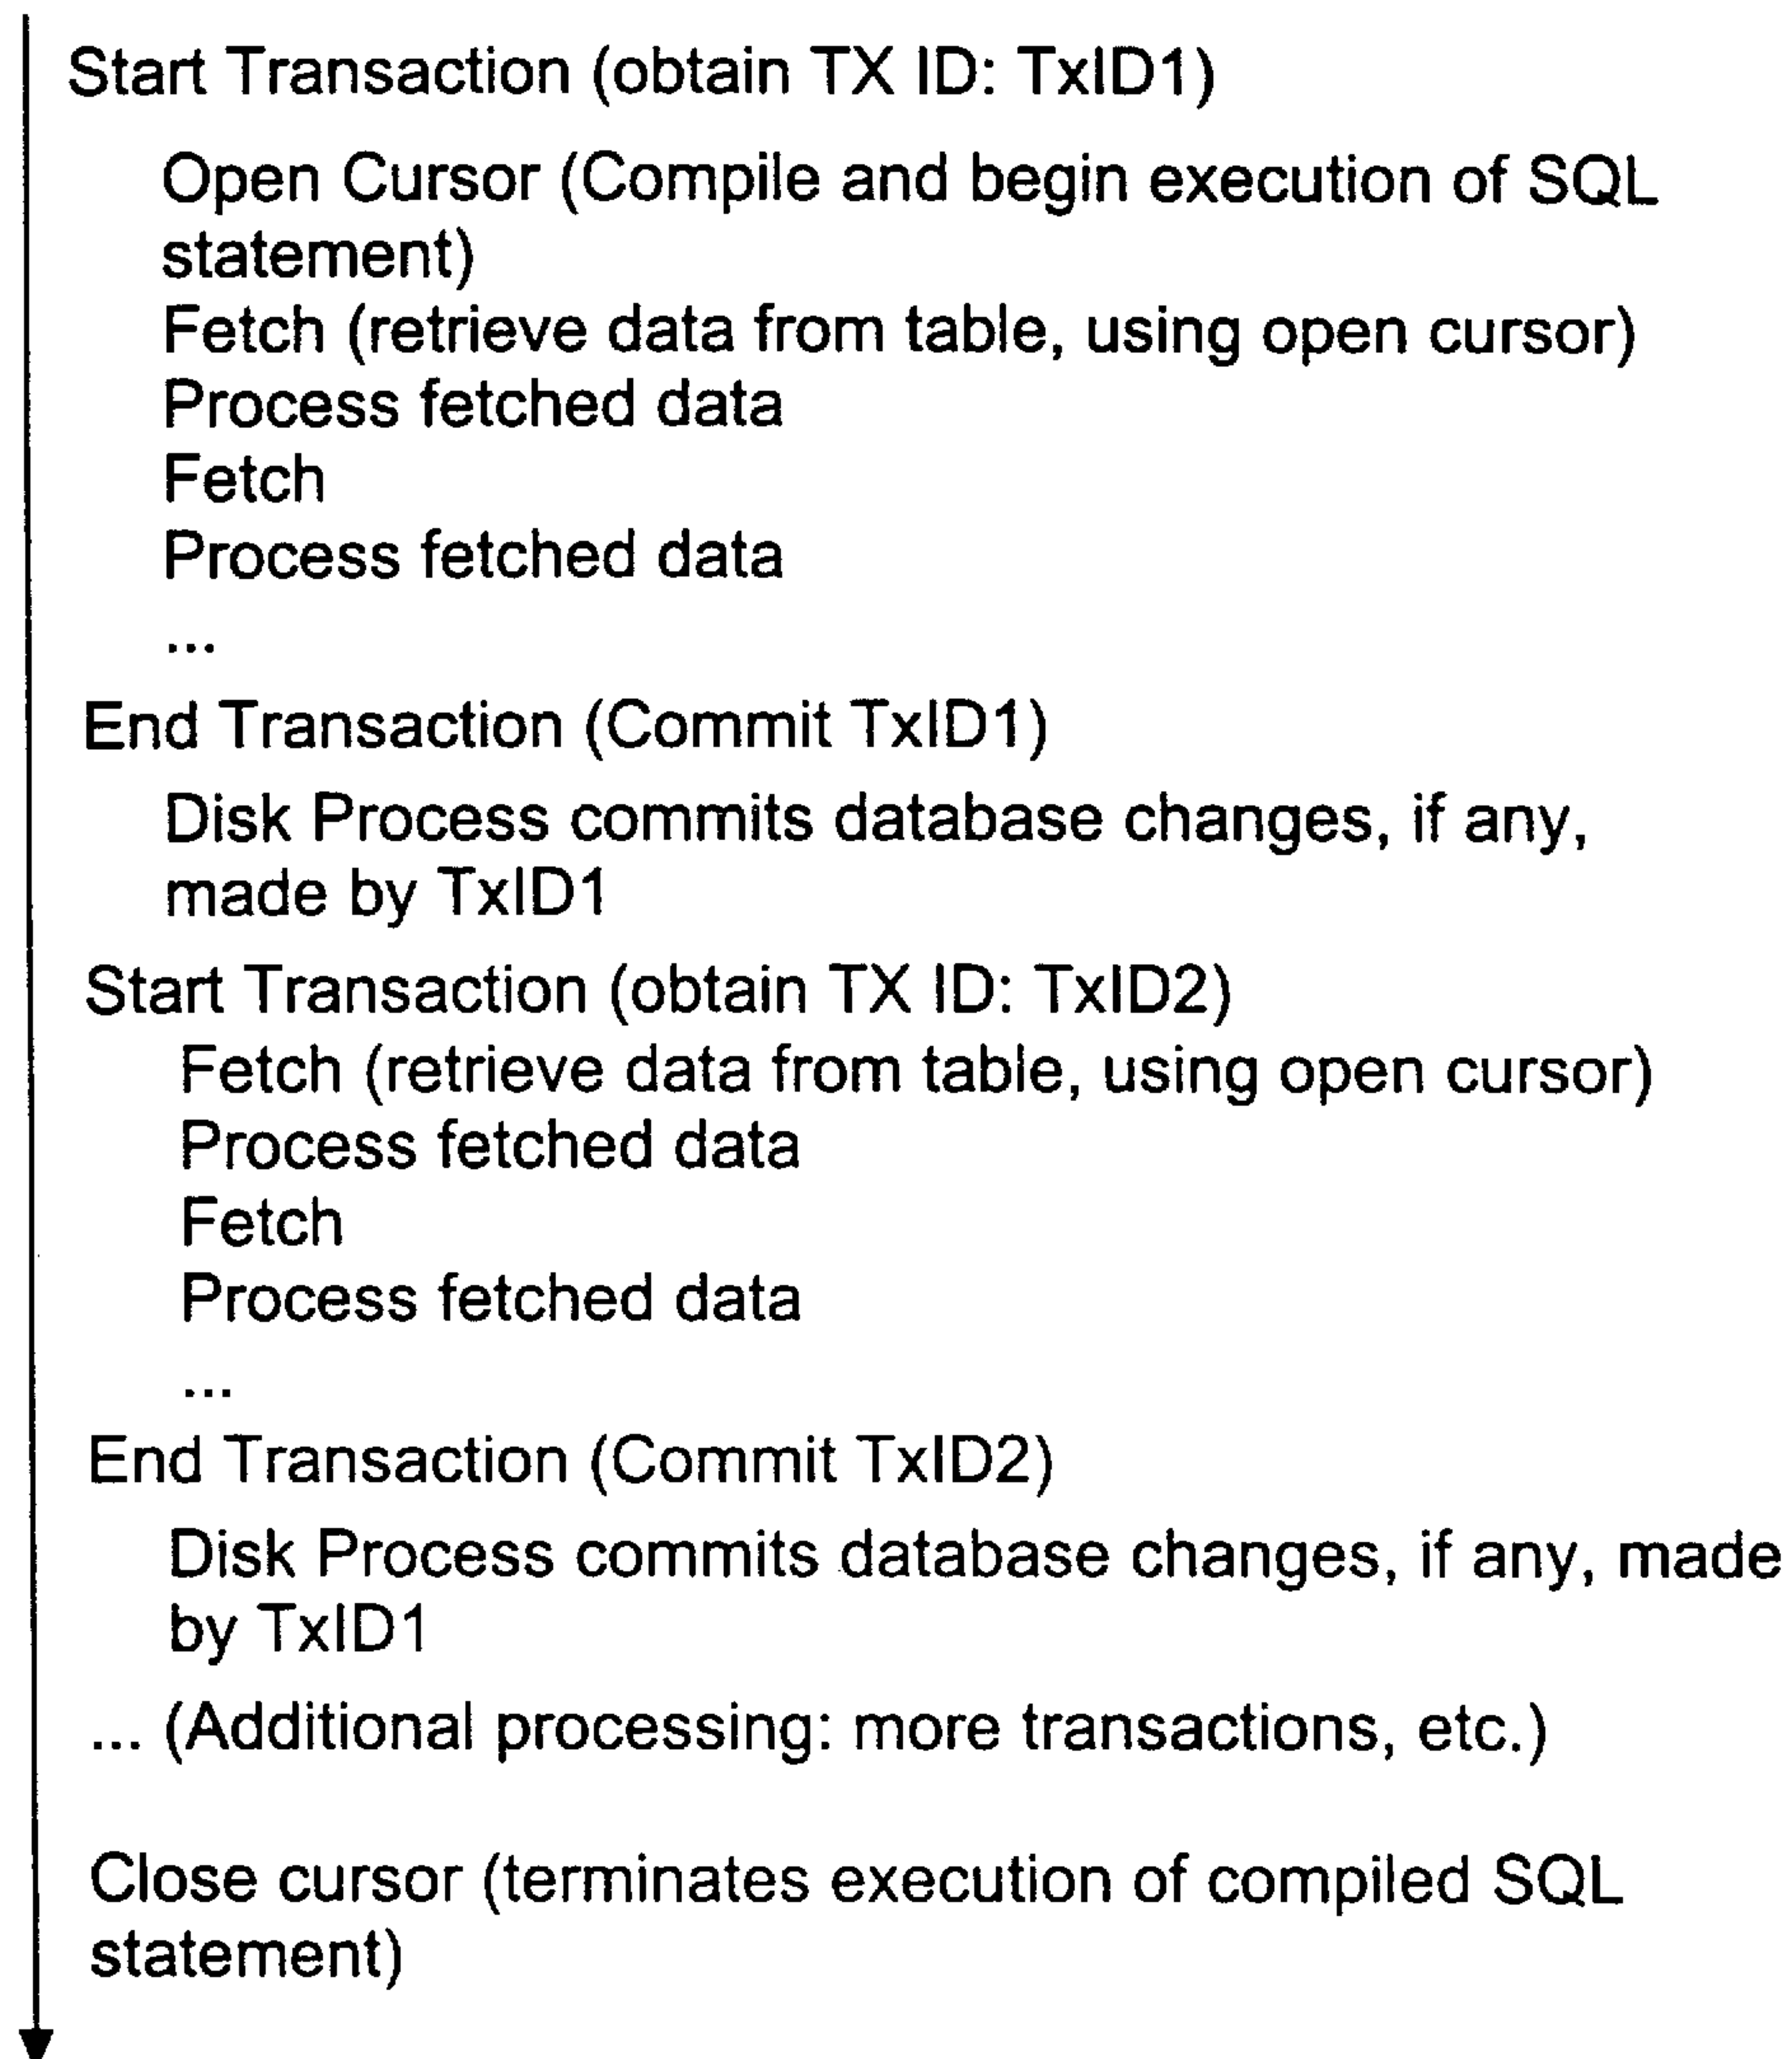 Start Transaction (obtain TX ID: TxID1)
Open Cursor (Compile and begin execution of SQL
statement)
Fetch (retrieve data from table, using open cursor)
Process fetched data
Fetch
Process fetched data
...
End Transaction (Commit TxID1)
Disk Process commits database changes, if any,
made by TxID1
Start Transaction (obtain TX ID: TxID2)
Fetch (retrieve data from table, using open cursor)
Process fetched data
Fetch
Process fetched data
...
End Transaction (Commit TxID2)
Disk Process commits database changes, if any, made
by TxID1
... (Additional processing: more transactions, etc.)
Close cursor (terminates execution of compiled SQL
statement)